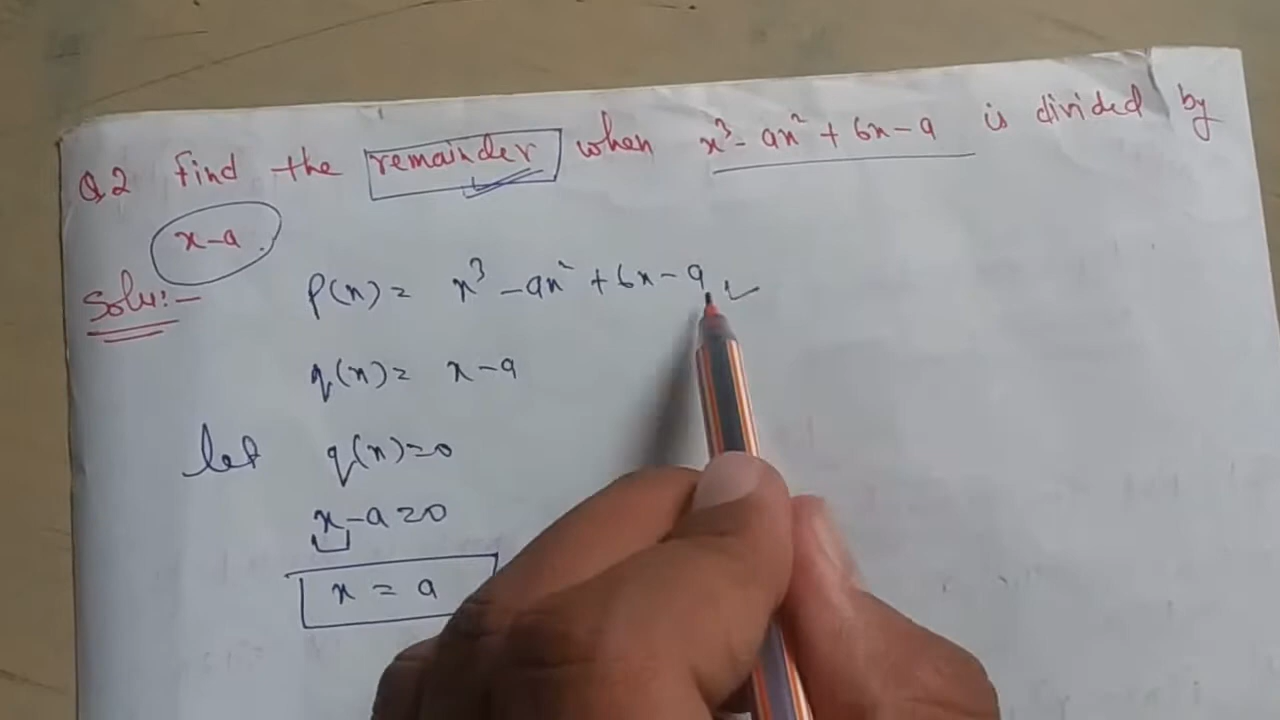 Q.2 Find the remainder when x³-ax²+6x-a is divided by
x-a.
Solu:-
P(x)= x³-ax²+6x-a
q(x)= x-a
let q(x)=0
x-a=0
x = a